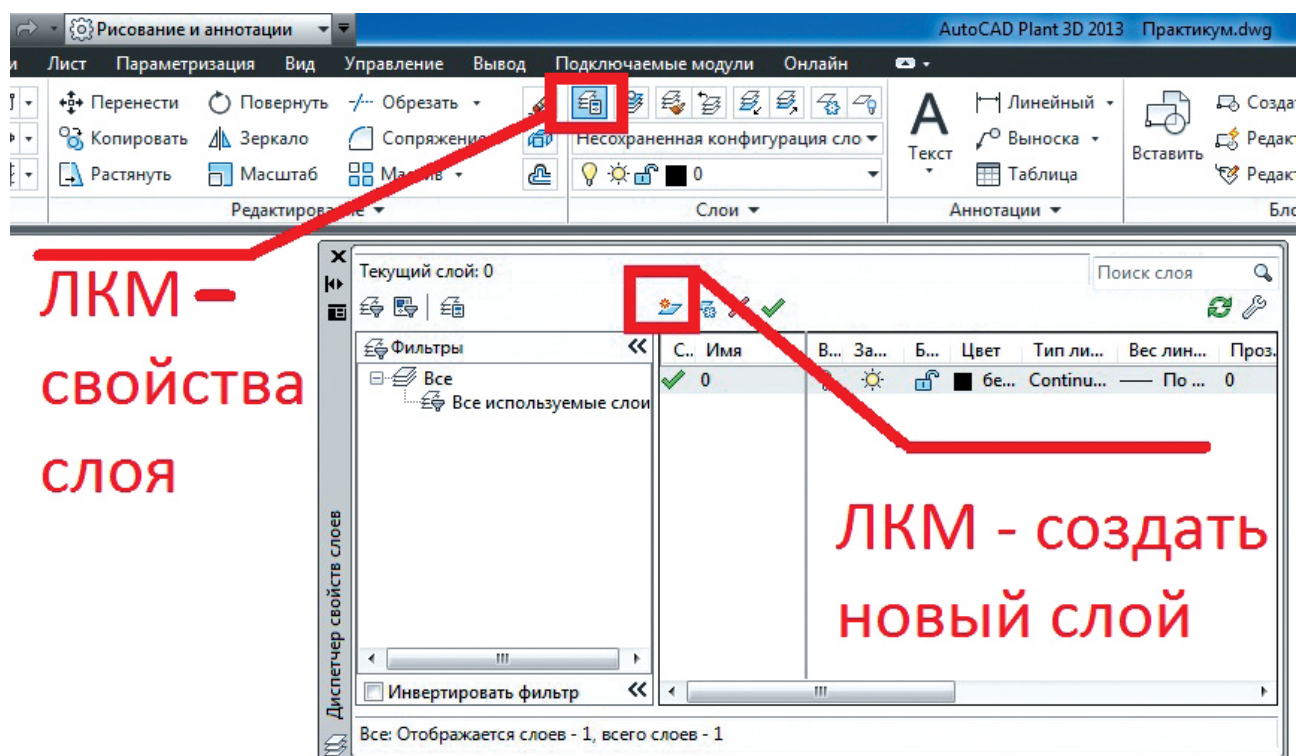 Рисование и аннотации
AutoCAD Plant 3D 2013 Практикум.dwg
и Лист Параметризация Вид Управление Вывод Подключаемые модули Онлайн
Перенести Повернуть Обрезать
Линейный
Копировать Зеркало Сопряжение
Несохраненная конфигурация сло
Текст
Выноска
Вставить
Растянуть Масштаб Массив
0
Таблица
Редактирование Слои Аннотации
ЛКМ –
свойства
слоя
Текущий слой: 0
Поиск слоя
Фильтры
С.. Имя В... За... Б... Цвет Тип ли... Вес лин... Проз.
Все
0 бе... Continu... По ... 0
Все используемые слои
ЛКМ - создать
новый слой
Диспетчер свойств слоев
Инвертировать фильтр
Все: Отображается слоев - 1, всего слоев - 1